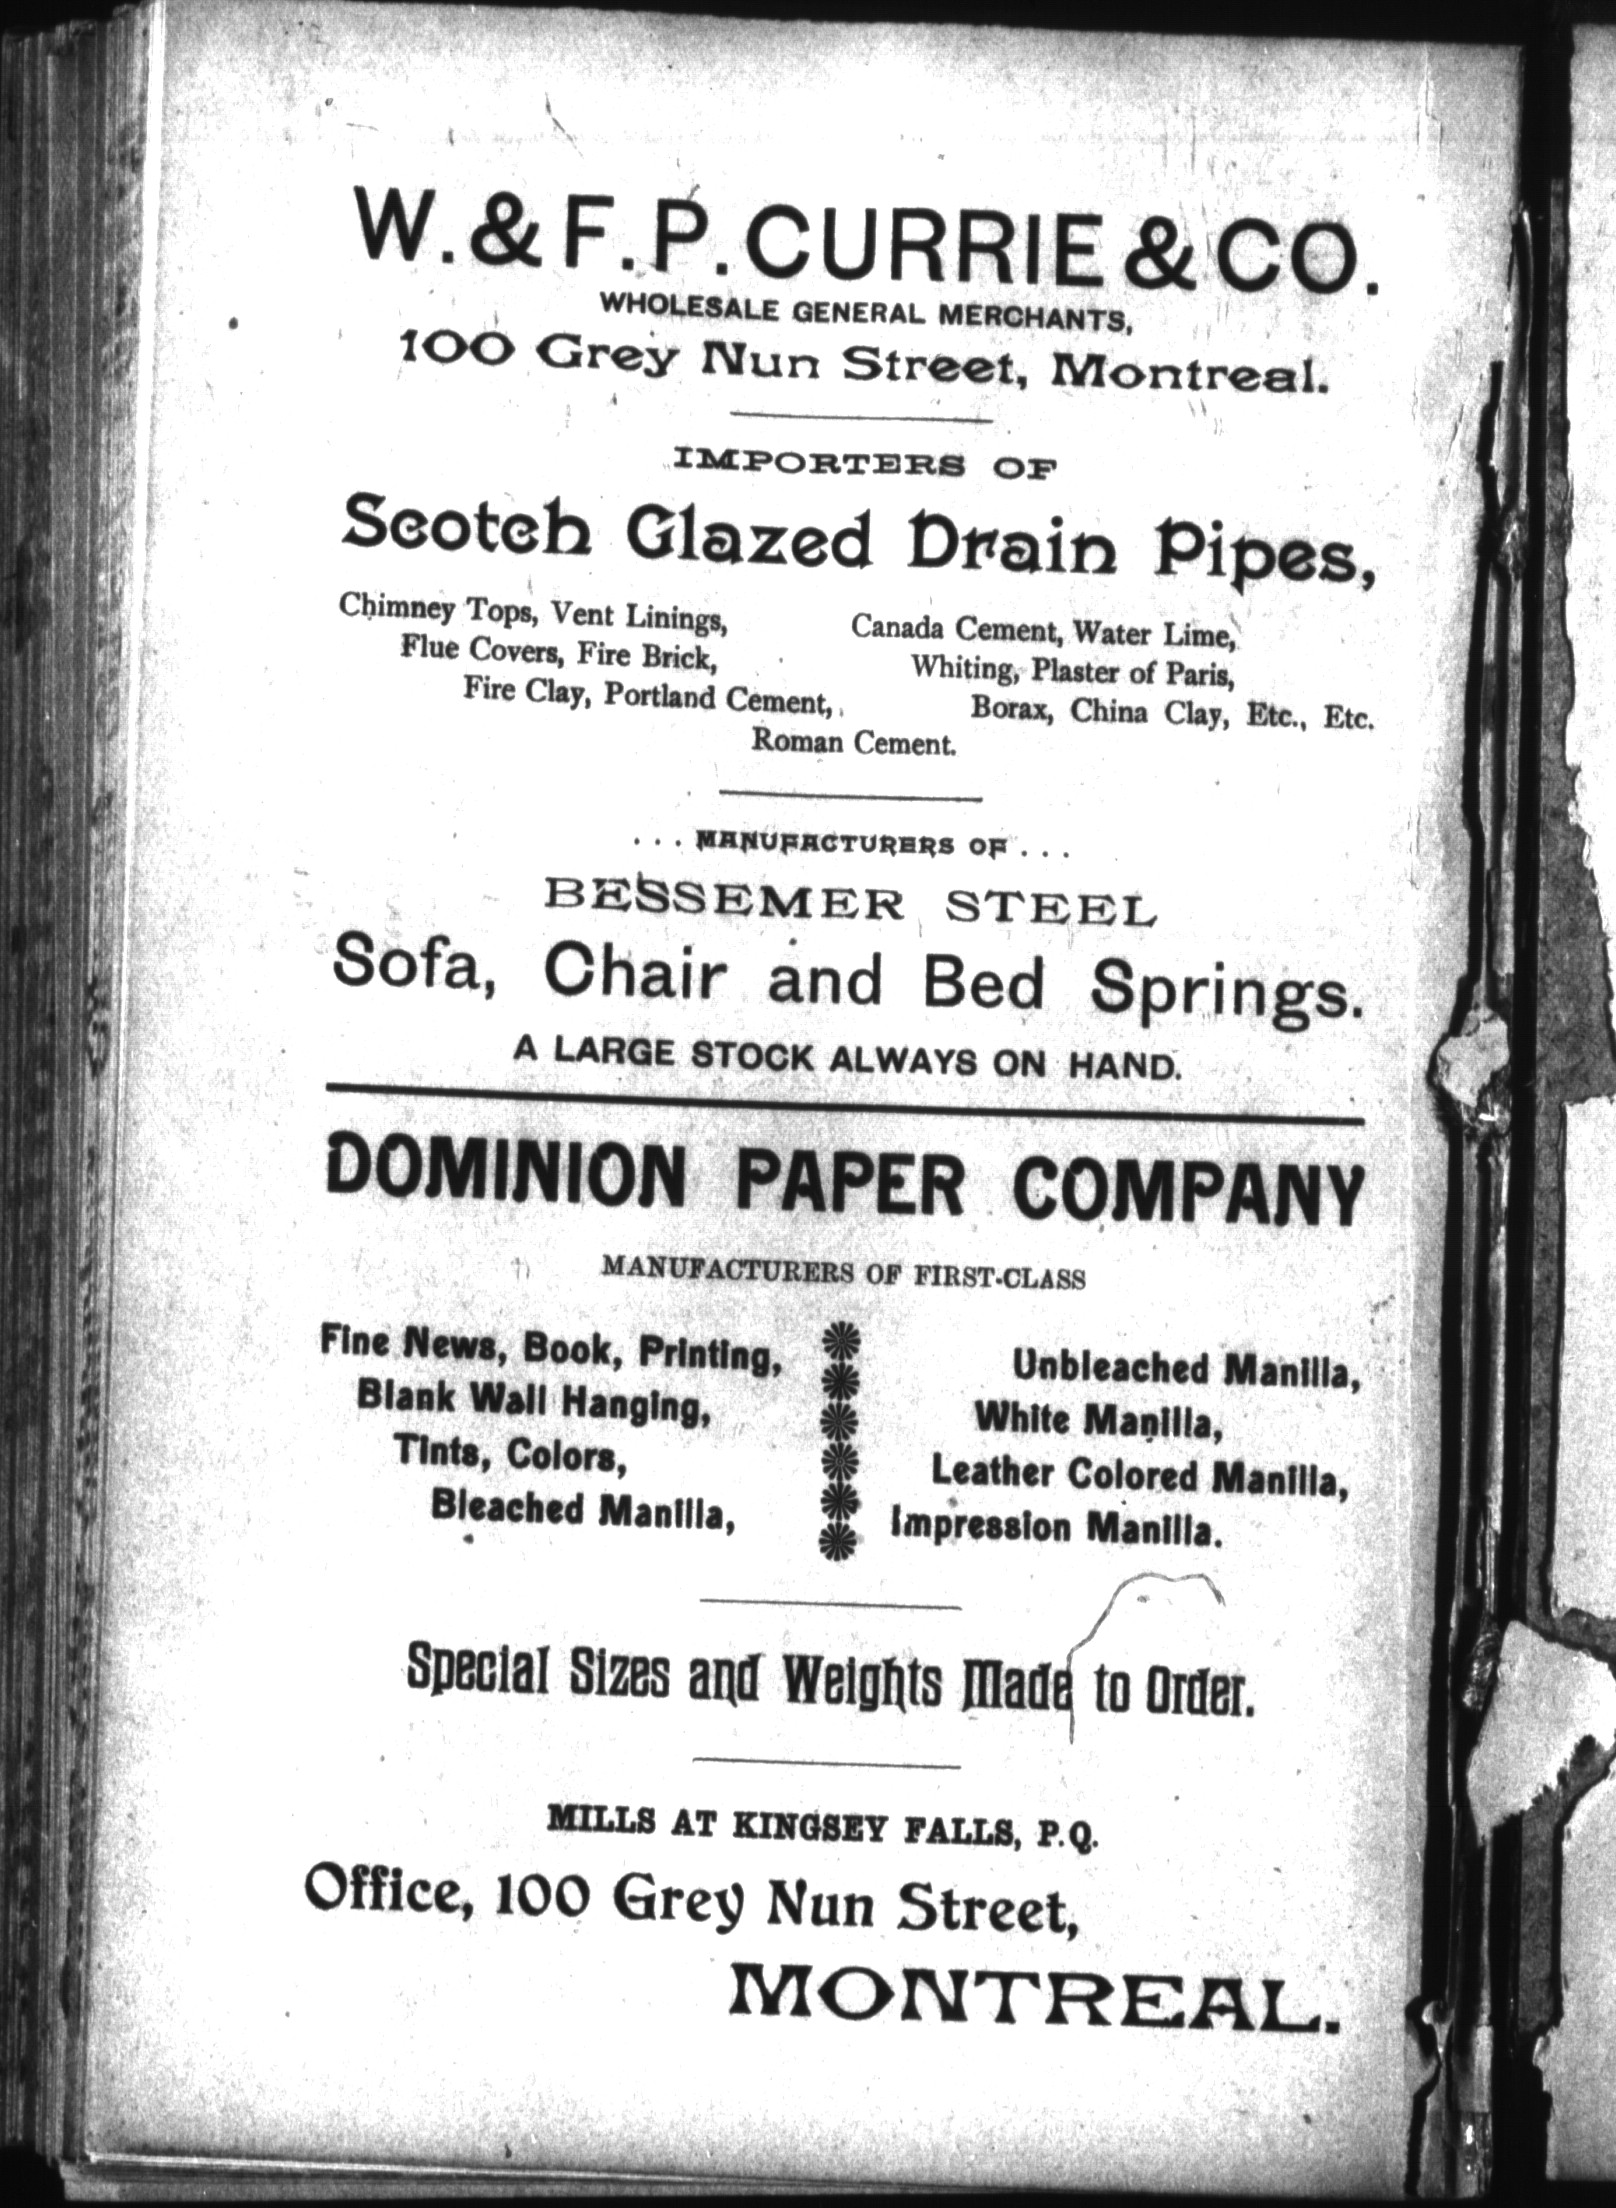 W. & F. P. CURRIE & CO.
WHOLESALE GENERAL MERCHANTS,
100 Grey Nun Street, Montreal.
IMPORTERS OF
Scotch Glazed Drain Pipes,
Chimney Tops, Vent Linings,
Flue Covers, Fire Brick,
Fire Clay, Portland Cement,
Roman Cement.
Canada Cement, Water Lime,
Whiting, Plaster of Paris,
Borax, China Clay, Etc., Etc.
. . . MANUFACTURERS OF . . .
BESSEMER STEEL
Sofa, Chair and Bed Springs.
A LARGE STOCK ALWAYS ON HAND.
DOMINION PAPER COMPANY
MANUFACTURERS OF FIRST-CLASS
Fine News, Book, Printing,
Blank Wall Hanging,
Tints, Colors,
Bleached Manilla,
Unbleached Manilla,
White Manilla,
Leather Colored Manilla,
Impression Manilla.
Special Sizes and Weights Made to Order.
MILLS AT KINGSEY FALLS, P.Q.
Office, 100 Grey Nun Street,
MONTREAL.